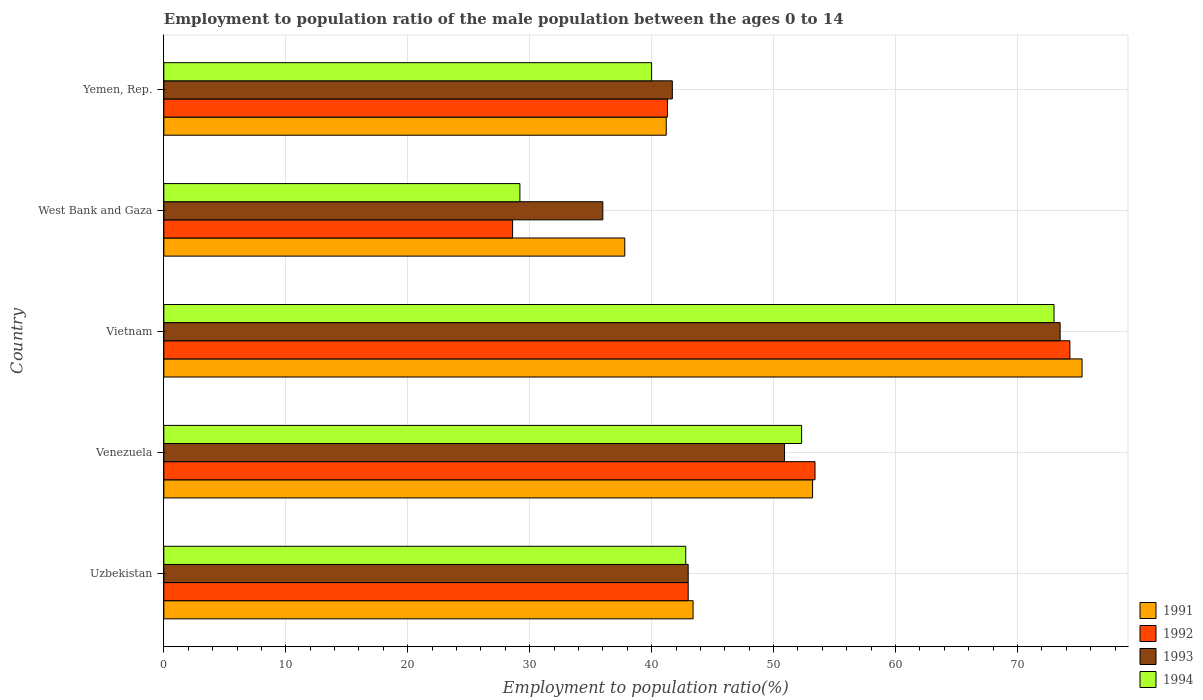 Employment to population ratio of the male population between the ages 0 to 14
Yemen, Rep.
West Bank and Gaza
Vietnam
Venezuela
Uzbekistan
Country
0
10
20
30
40
50
60
70
Employment to population ratio(%)
1991
1992
1993
1994